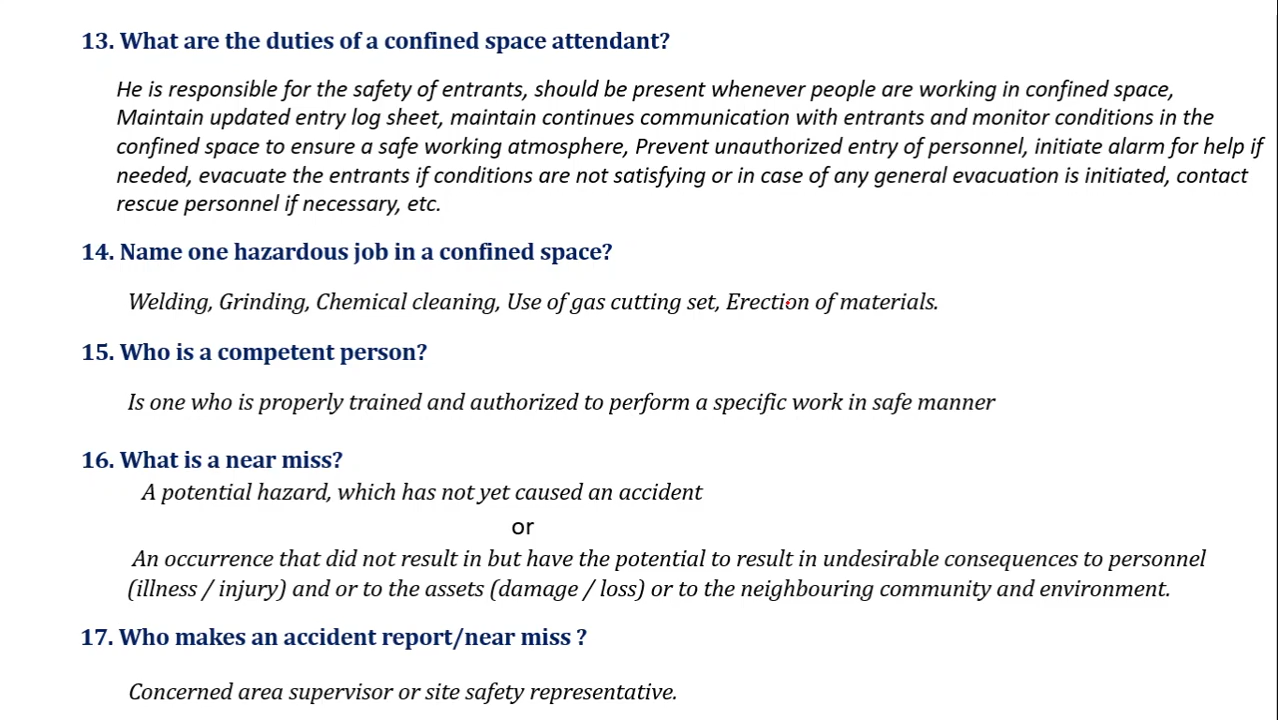 13. What are the duties of a confined space attendant?
He is responsible for the safety of entrants, should be present whenever people are working in confined space,
Maintain updated entry log sheet, maintain continues communication with entrants and monitor conditions in the
confined space to ensure a safe working atmosphere, Prevent unauthorized entry of personnel, initiate alarm for help if
needed, evacuate the entrants if conditions are not satisfying or in case of any general evacuation is initiated, contact
rescue personnel if necessary, etc.
14. Name one hazardous job in a confined space?
Welding, Grinding, Chemical cleaning, Use of gas cutting set, Erection of materials.
15. Who is a competent person?
Is one who is properly trained and authorized to perform a specific work in safe manner
16. What is a near miss?
A potential hazard, which has not yet caused an accident
or
An occurrence that did not result in but have the potential to result in undesirable consequences to personnel
(illness / injury) and or to the assets (damage / loss) or to the neighbouring community and environment.
17. Who makes an accident report/near miss ?
Concerned area supervisor or site safety representative.